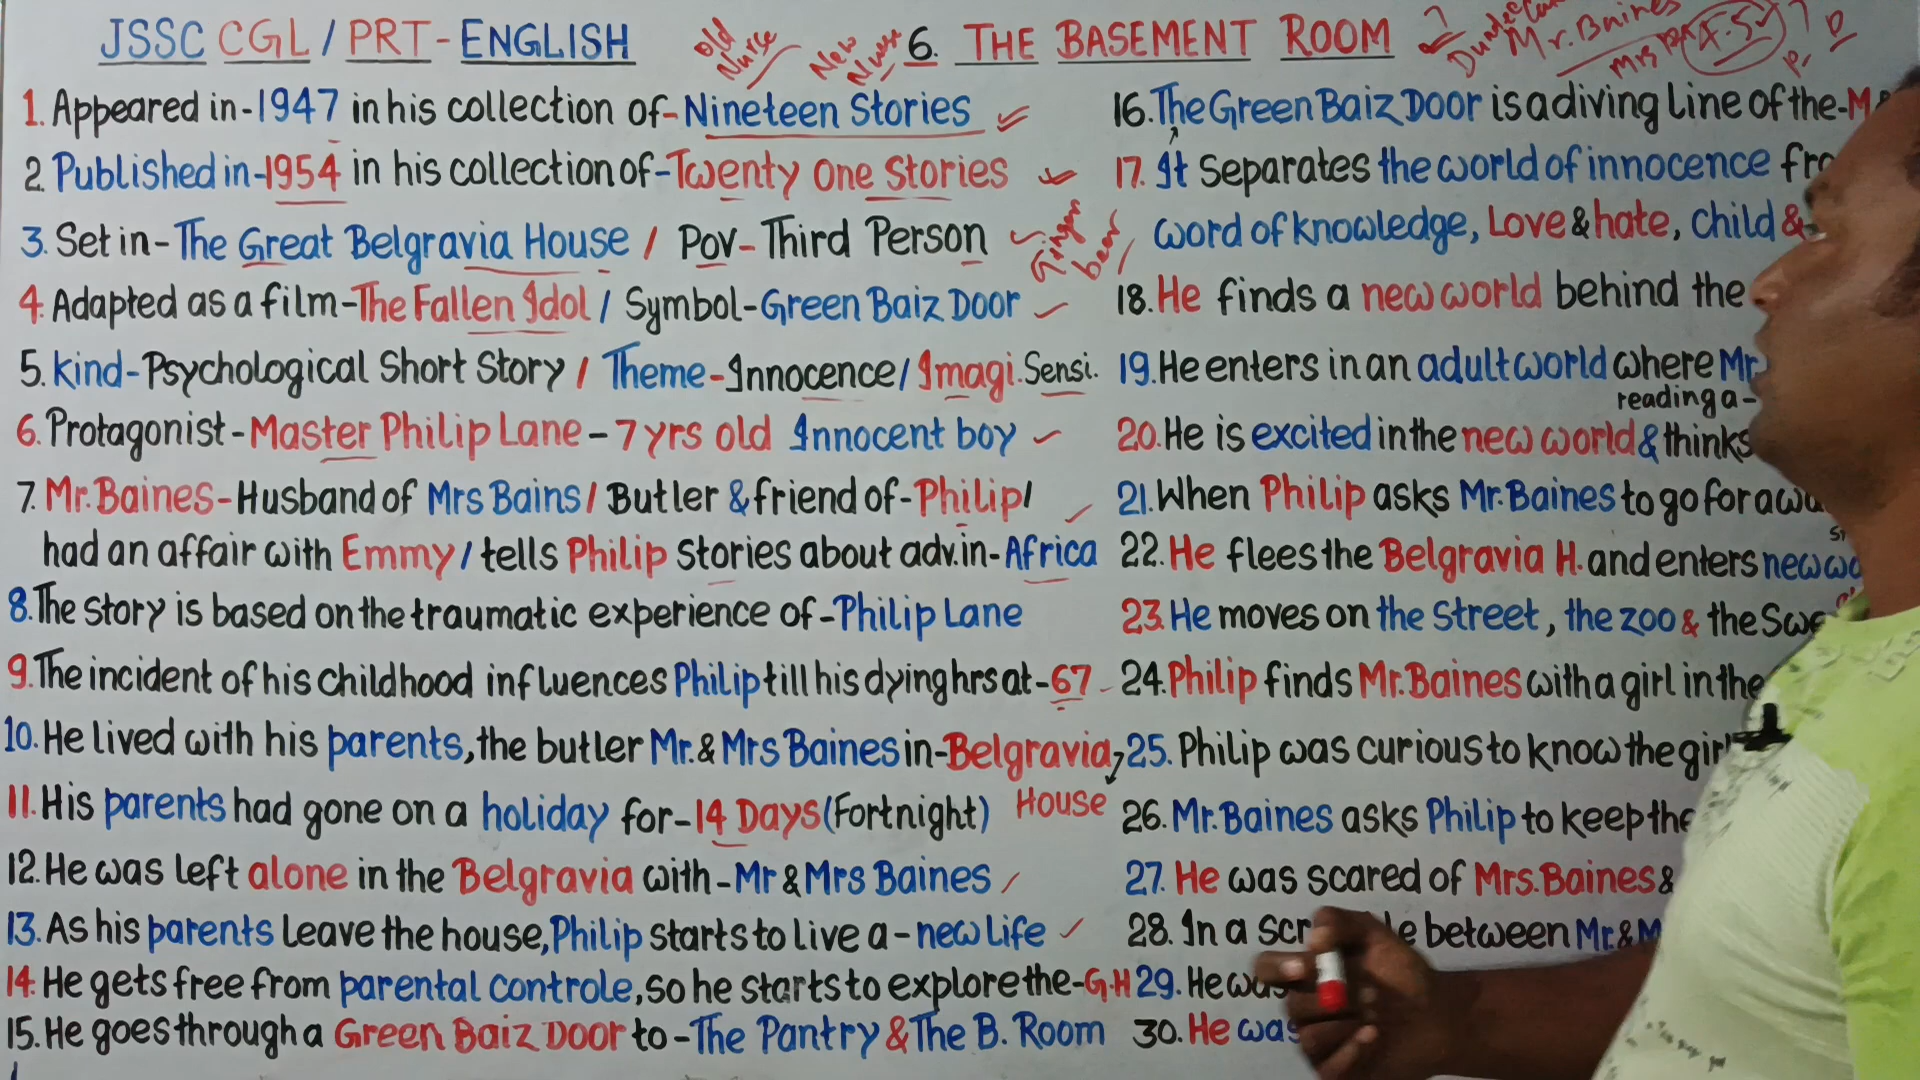 JSSC CGL / PRT - ENGLISH
Old Nurse
New Nurse
6. THE BASEMENT ROOM
Mr. Baines
1. Appeared in - 1947 in his collection of - Nineteen Stories
2. Published in - 1954 in his collection of - Twenty One Stories
3. Set in - The Great Belgravia House / Pov - Third Person
4. Adapted as a film - The Fallen Idol / Symbol - Green Baiz Door
5. Kind - Psychological Short Story / Theme - Innocence / Imagi. Sensi.
6. Protagonist - Master Philip Lane - 7 yrs old Innocent boy
7. Mr. Baines - Husband of Mrs Bains / Butler & friend of - Philip /
had an affair with Emmy / tells Philip Stories about adv. in - Africa
8. The story is based on the traumatic experience of - Philip Lane
9. The incident of his childhood influences Philip till his dying hrs at - 67
10. He lived with his parents, the butler Mr. & Mrs Baines in - Belgravia
House
11. His parents had gone on a holiday for - 14 Days (Fortnight)
12. He was left alone in the Belgravia with - Mr & Mrs Baines
13. As his parents Leave the house, Philip starts to live a - new Life
14. He gets free from parental controle, so he starts to explore the - G.H
15. He goes through a Green Baiz Door to - The Pantry & The B. Room
16. The Green Baiz Door is a diving line of the - M
17. It Separates the world of innocence
word of knowledge, Love & hate, child &
18. He finds a new world behind the
19. He enters in an adult world where Mr
reading a -
20. He is excited in the new world & thinks
21. When Philip asks Mr. Baines to go for a
22. He flees the Belgravia H. and enters new
23. He moves on the Street, the zoo & the
24. Philip finds Mr. Baines with a girl in the
25. Philip was curious to know the girl
26. Mr. Baines asks Philip to keep the
27. He was scared of Mrs. Baines &
28. In a between Mr. & M
29. He was
30. He was